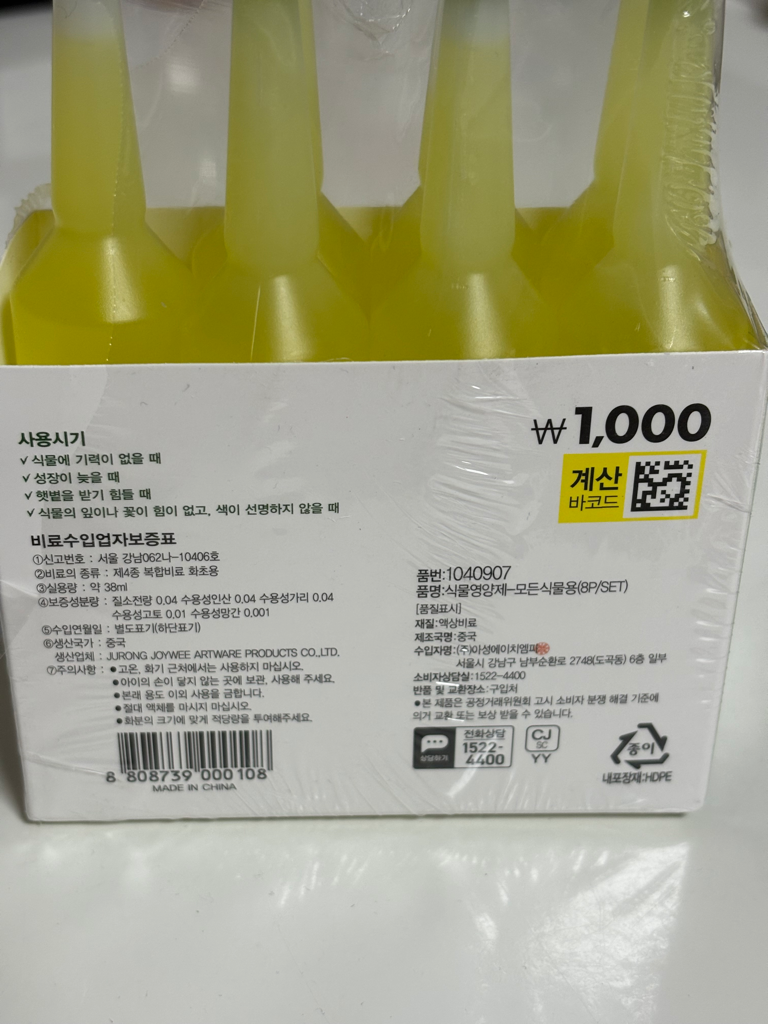 사용시기
✓식물에 기력이 없을 때
✓성장이 늦을 때
✓햇볕을 받기 힘들 때
✓식물의 잎이나 꽃이 힘이 없고, 색이 선명하지 않을 때
비료수입업자보증표
①신고번호 : 서울 강남062나-10406호
②비료의 종류 : 제4종 복합비료 화초용
③실용량 : 약 38ml
④보증성분량 : 질소전량 0.04 수용성인산 0.04 수용성가리 0.04
수용성고토 0.01 수용성망간 0.001
⑤수입연월일 : 별도표기(하단표기)
⑥생산국가 : 중국
생산업체 : JIJRONG JOYWEE ARTWARE PRODUCTS CO.,LTD.
⑦주의사항 : ●고온, 화기 근처에서는 사용하지 마십시오.
●아이의 손이 닿지 않는 곳에 보관, 사용해 주세요.
●본래 용도 이외의 사용을 금합니다.
●절대 액체를 마시지 마십시오.
●화분의 크기에 맞게 적당량을 투여해주세요.
8 808739 000108
MADE IN CHINA
₩1,000
계산
바코드
품번:1040907
품명:식물영양제-모든식물용(8P/SET)
[품질표시]
재질:액상비료
제조국명:중국
수입자명:(주)아성에이치엠피
서울시 강남구 남부순환로 2748(도곡동) 6층 일부
소비자상담실:1522-4400
반품 및 교환장소:구입처
●본 제품은 공정거래위원회 고시 소비자 분쟁 해결 기준에
의거 교환 또는 보상 받을 수 있습니다.
상담하기
전화상담
1522-
4400
CJ
SC
YY
종이
내포장재:HDPE